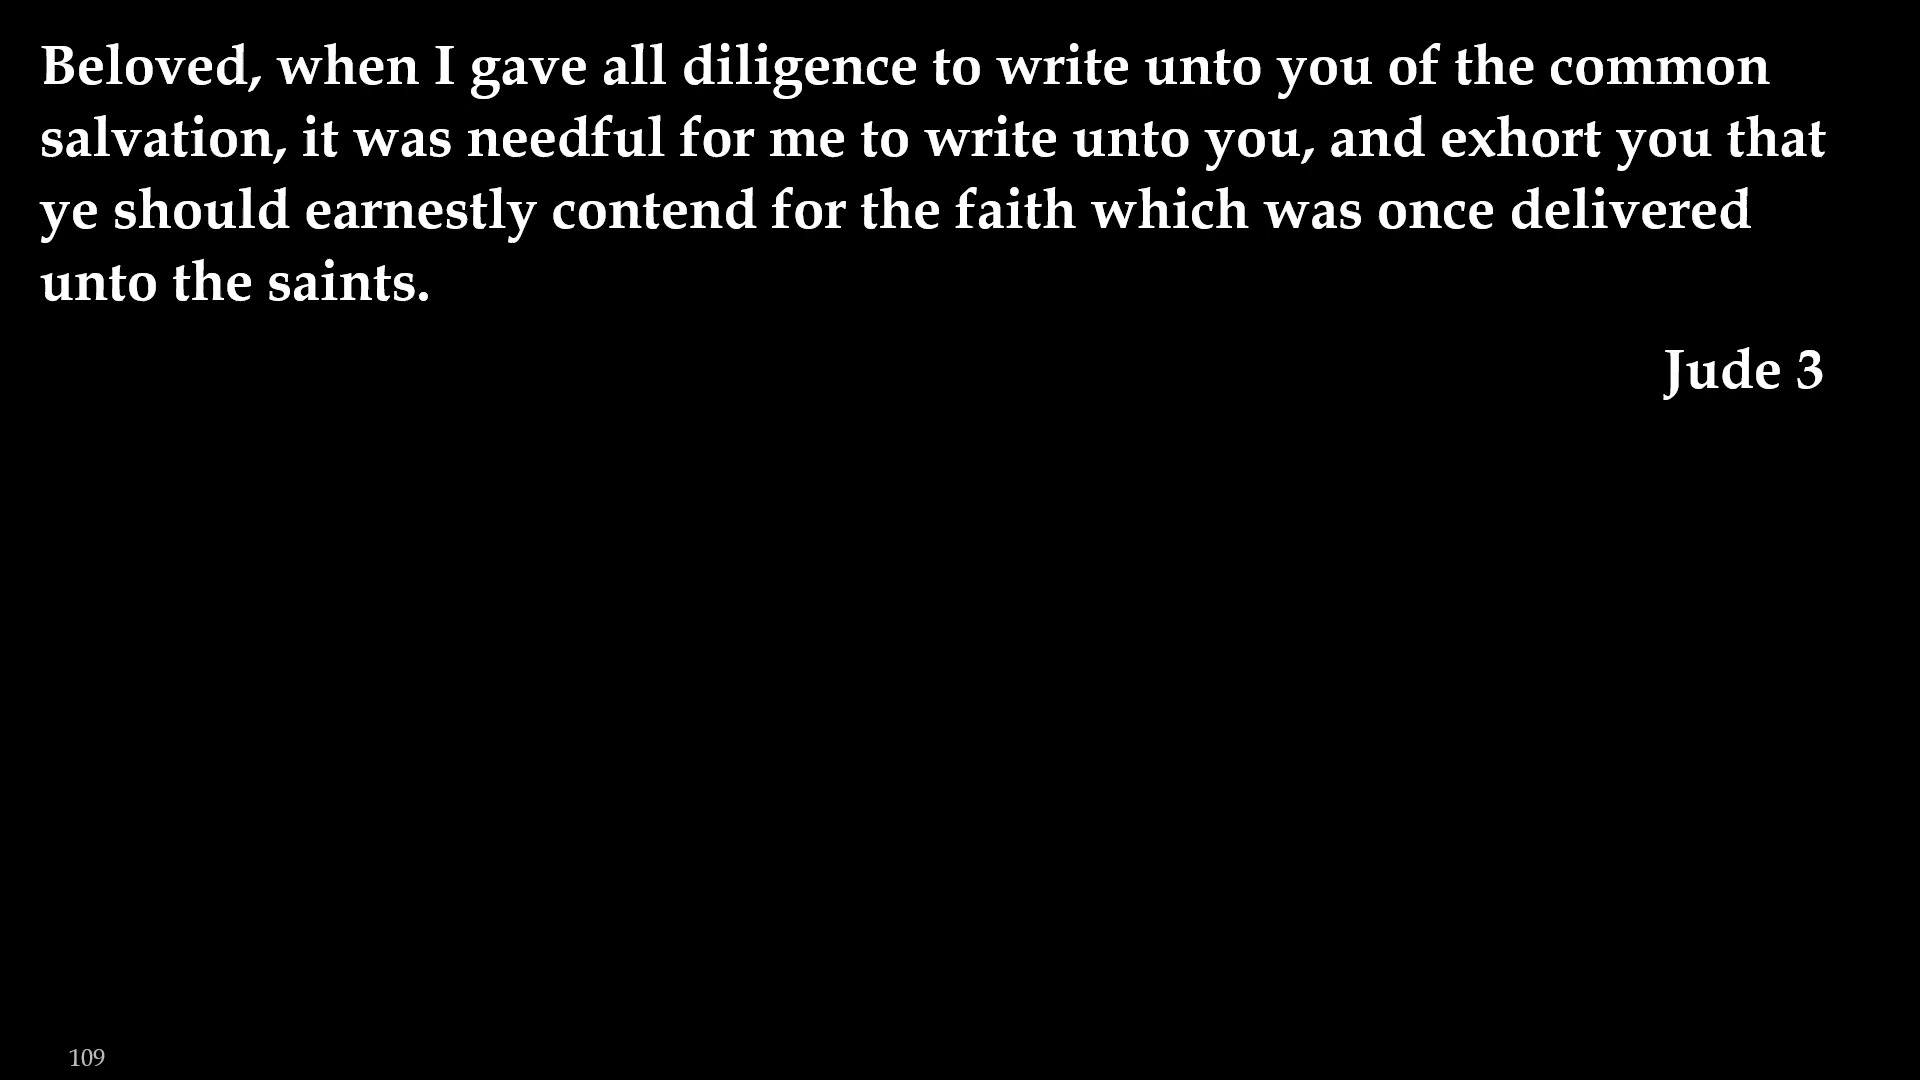 Beloved, when I gave all diligence to write unto you of the common
salvation, it was needful for me to write unto you, and exhort you that
ye should earnestly contend for the faith which was once delivered
unto the saints.
Jude 3
109